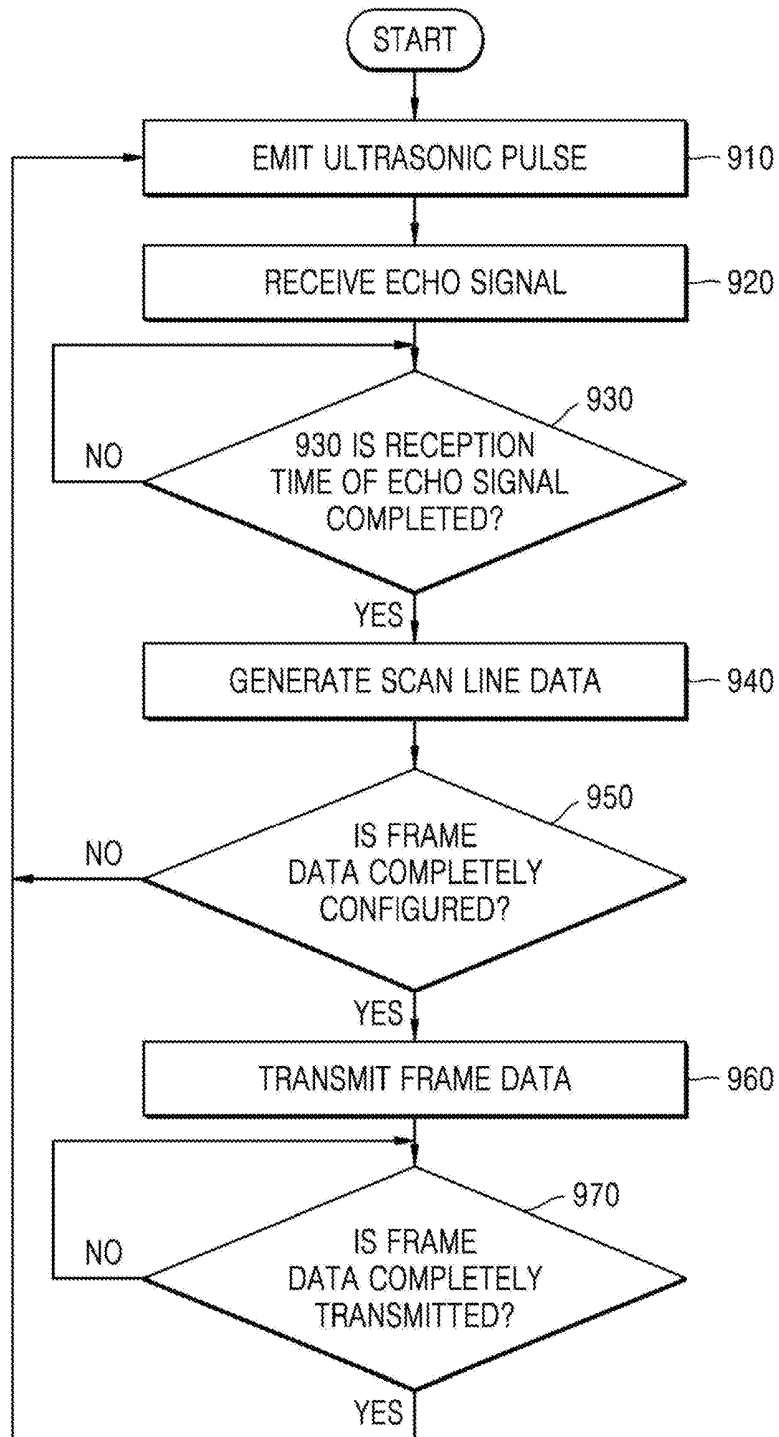 START
EMIT ULTRASONIC PULSE
910
RECEIVE ECHO SIGNAL
920
930
930 IS RECEPTION
TIME OF ECHO SIGNAL
COMPLETED?
NO
YES
GENERATE SCAN LINE DATA
940
950
IS FRAME
DATA COMPLETELY
CONFIGURED?
NO
YES
TRANSMIT FRAME DATA
960
970
IS FRAME
DATA COMPLETELY
TRANSMITTED?
NO
YES